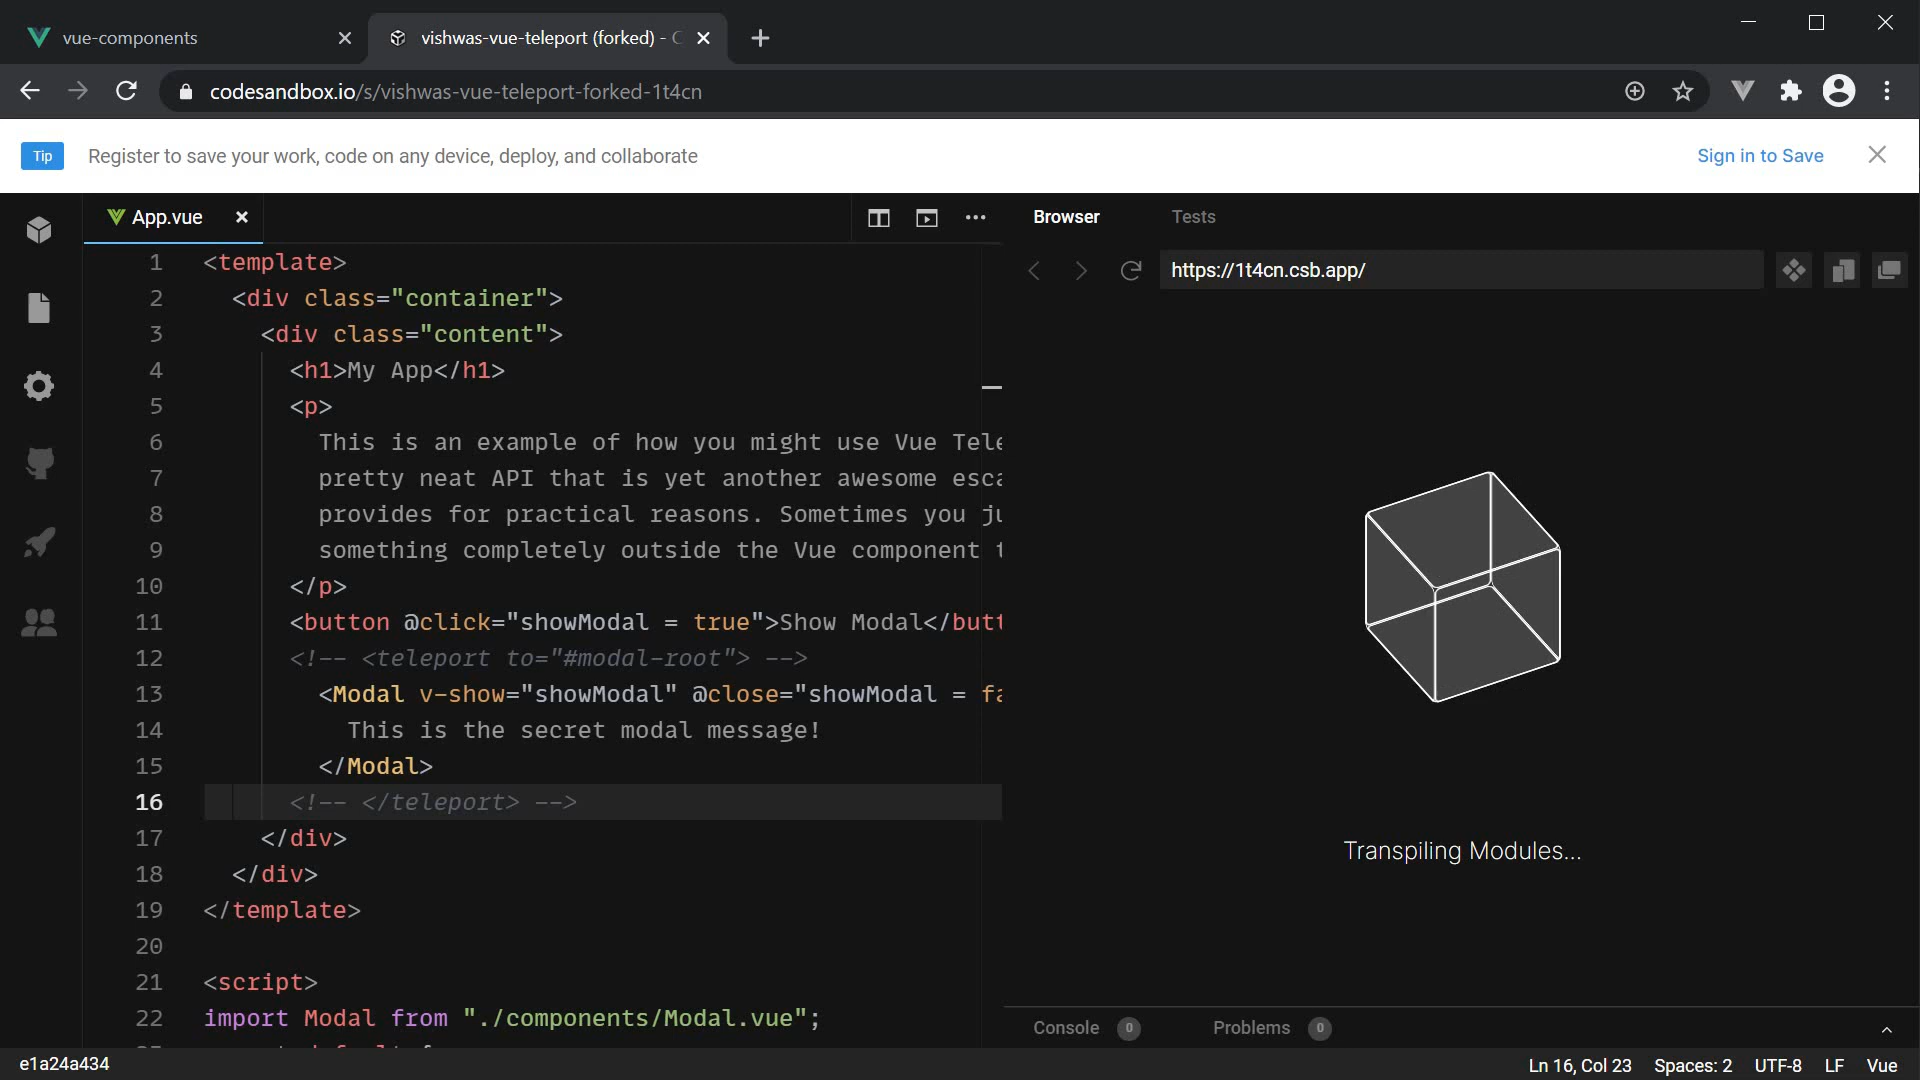 vue-components
vishwas-vue-teleport (forked) - C
codesandbox.io/s/vishwas-vue-teleport-forked-1t4cn
Tip
Register to save your work, code on any device, deploy, and collaborate
Sign in to Save
App.vue
Browser
Tests
https://1t4cn.csb.app/
1 <template>
2 <div class="container">
3 <div class="content">
4 <h1>My App</h1>
5 <p>
6 This is an example of how you might use Vue Tele
7 pretty neat API that is yet another awesome esca
8 provides for practical reasons. Sometimes you ju
9 something completely outside the Vue component t
10 </p>
11 <button @click="showModal = true">Show Modal</butt
12 <!-- <teleport to="#modal-root"> -->
13 <Modal v-show="showModal" @close="showModal = fa
14 This is the secret modal message!
15 </Modal>
16 <!-- </teleport> -->
17 </div>
18 </div>
19 </template>
20
21 <script>
22 import Modal from "./components/Modal.vue";
Transpiling Modules...
Console 0
Problems 0
e1a24a434
Ln 16, Col 23
Spaces: 2
UTF-8
LF
Vue